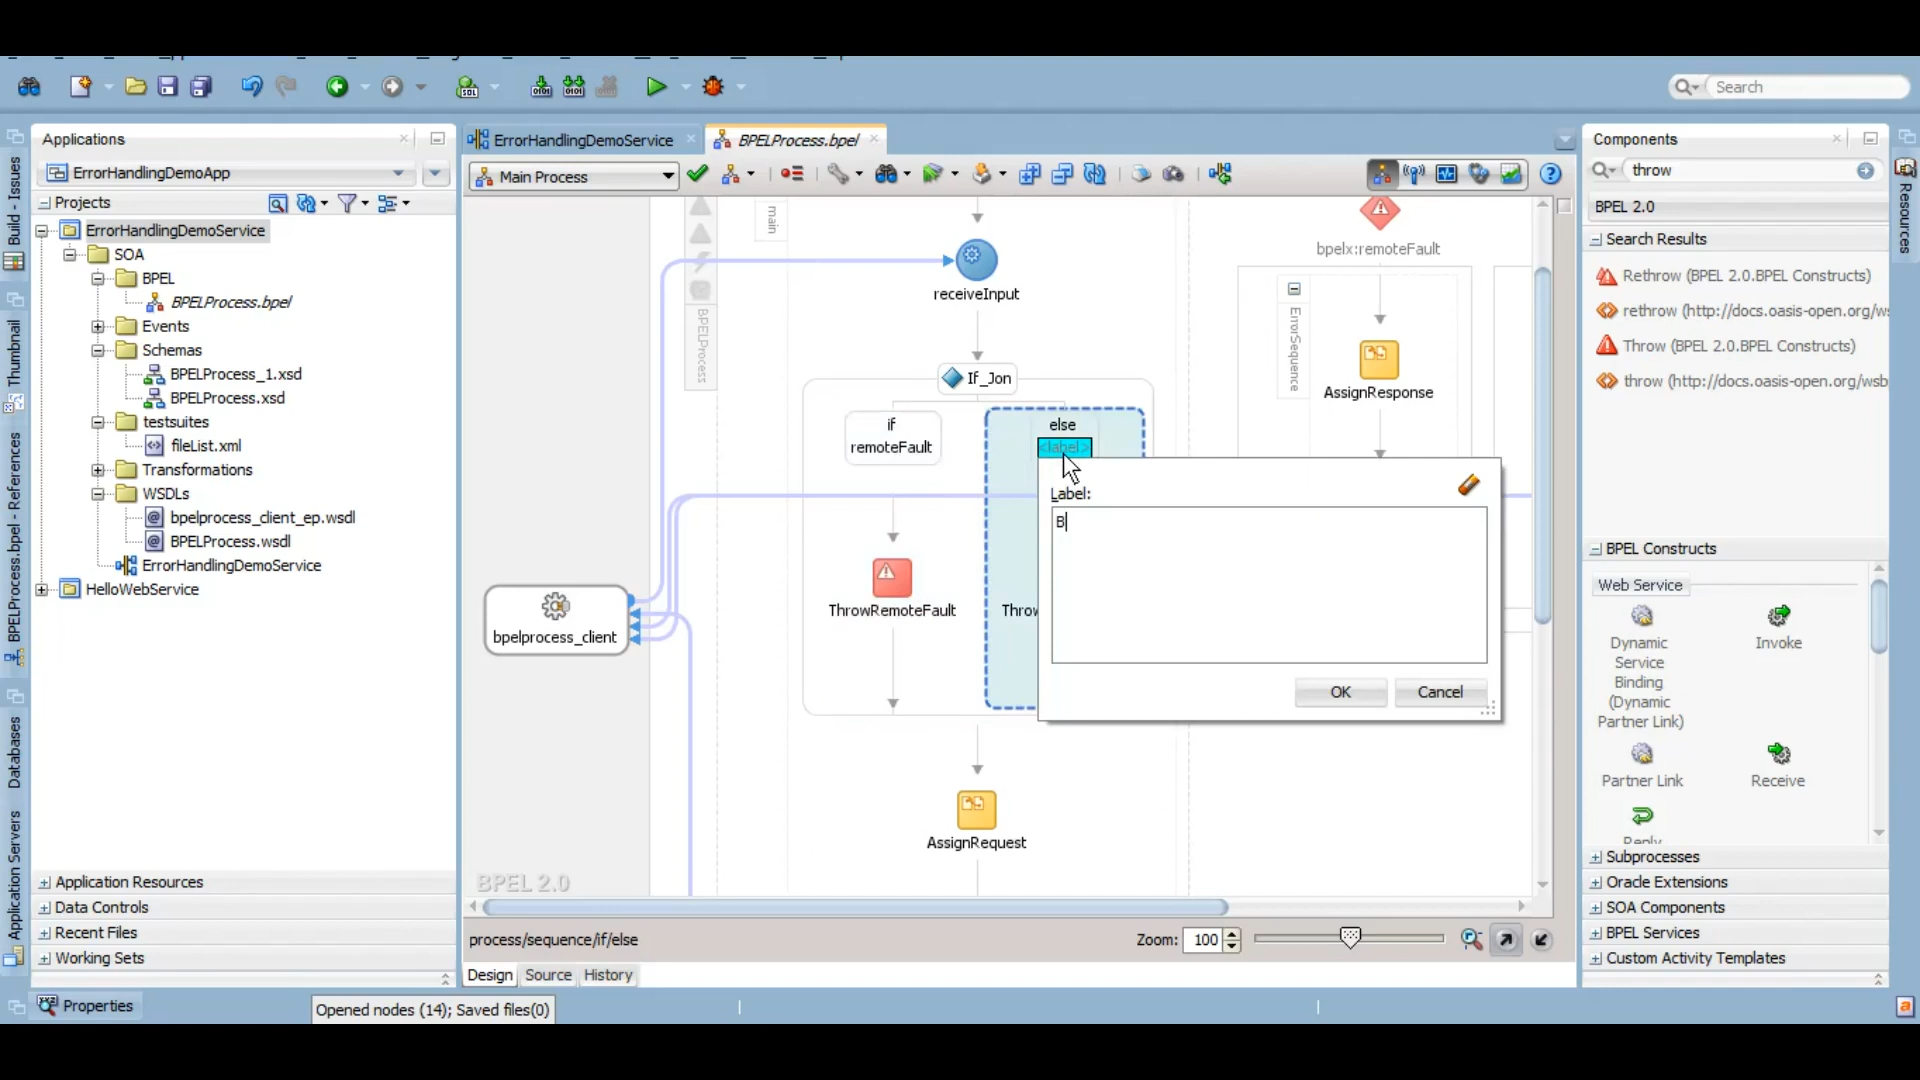 Search
Build - Issues
Thumbnail
BPELProcess.bpel - References
Databases
Application Servers
Applications
ErrorHandlingDemoApp
Projects
ErrorHandlingDemoService
SOA
BPEL
BPELProcess.bpel
Events
Schemas
BPELProcess_1.xsd
BPELProcess.xsd
testsuites
fileList.xml
Transformations
WSDLs
bpelprocess_client_ep.wsdl
BPELProcess.wsdl
ErrorHandlingDemoService
HelloWebService
Application Resources
Data Controls
Recent Files
Working Sets
Properties
Opened nodes (14); Saved files(0)
ErrorHandlingDemoService
BPELProcess.bpel
Main Process
main
BPELProcess
receiveInput
If_Jon
if
remoteFault
else
<label>
ThrowRemoteFault
Throw
bpelprocess_client
AssignRequest
BPEL 2.0
bpelx:remoteFault
ErrorSequence
AssignResponse
Label:
B
OK
Cancel
process/sequence/if/else
Zoom: 100
Design
Source
History
Components
throw
BPEL 2.0
Search Results
Rethrow (BPEL 2.0.BPEL Constructs)
rethrow (http://docs.oasis-open.org/ws
Throw (BPEL 2.0.BPEL Constructs)
throw (http://docs.oasis-open.org/wsb
BPEL Constructs
Web Service
Dynamic
Service
Binding
(Dynamic
Partner Link)
Invoke
Partner Link
Receive
Reply
Subprocesses
Oracle Extensions
SOA Components
BPEL Services
Custom Activity Templates
Resources